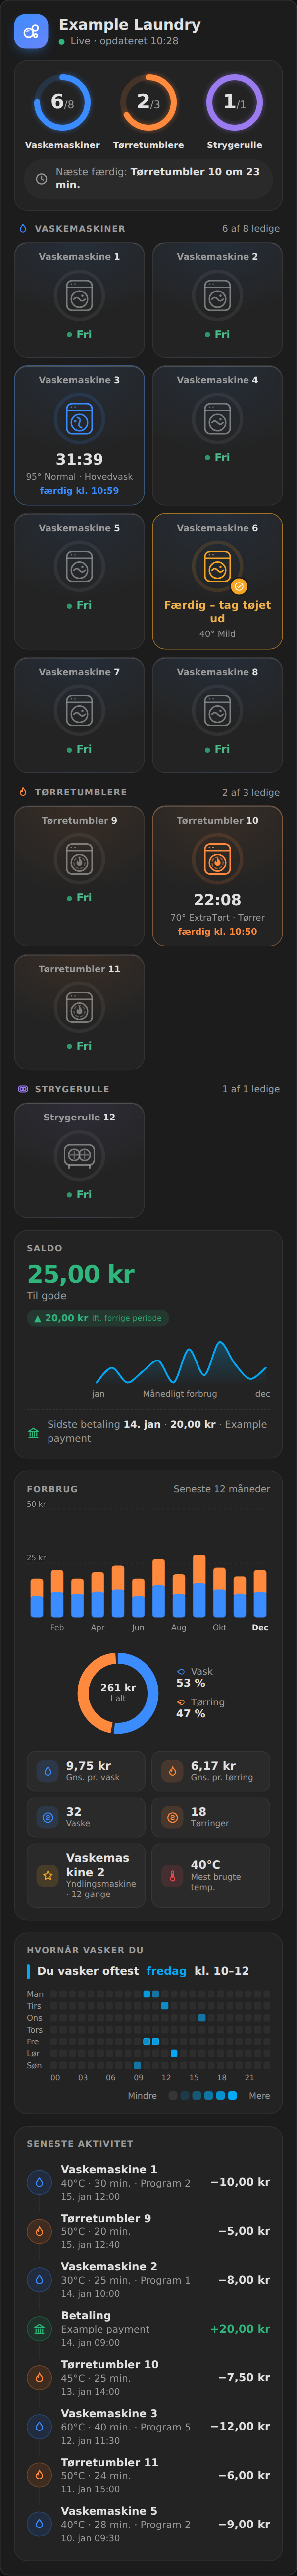 Example Laundry
Live · opdateret 10:28
6/8
2/3
1/1
Vaskemaskiner
Tørretumblere
Strygerulle
Næste færdig: Tørretumbler 10 om 23
min.
VASKEMASKINER
6 af 8 ledige
Vaskemaskine 1
Fri
Vaskemaskine 2
Fri
Vaskemaskine 3
31:39
95° Normal · Hovedvask
færdig kl. 10:59
Vaskemaskine 4
Fri
Vaskemaskine 5
Fri
Vaskemaskine 6
Færdig – tag tøjet
ud
40° Mild
Vaskemaskine 7
Fri
Vaskemaskine 8
Fri
TØRRETUMBLERE
2 af 3 ledige
Tørretumbler 9
Fri
Tørretumbler 10
22:08
70° ExtraTørt · Tørrer
færdig kl. 10:50
Tørretumbler 11
Fri
STRYGERULLE
1 af 1 ledige
Strygerulle 12
Fri
SALDO
25,00 kr
Til gode
▲ 20,00 kr ift. forrige periode
jan
Månedligt forbrug
dec
Sidste betaling 14. jan · 20,00 kr · Example
payment
FORBRUG
Seneste 12 måneder
50 kr
25 kr
Feb
Apr
Jun
Aug
Okt
Dec
261 kr
I alt
Vask
53 %
Tørring
47 %
9,75 kr
Gns. pr. vask
6,17 kr
Gns. pr. tørring
32
Vaske
18
Tørringer
Vaskemas
kine 2
Yndlingsmaskine
· 12 gange
40°C
Mest brugte
temp.
HVORNÅR VASKER DU
Du vasker oftest fredag kl. 10–12
Man
Tirs
Ons
Tors
Fre
Lør
Søn
00
03
06
09
12
15
18
21
Mindre
Mere
SENESTE AKTIVITET
Vaskemaskine 1
40°C · 30 min. · Program 2
15. jan 12:00
−10,00 kr
Tørretumbler 9
50°C · 20 min.
15. jan 12:40
−5,00 kr
Vaskemaskine 2
30°C · 25 min. · Program 1
14. jan 10:00
−8,00 kr
Betaling
Example payment
14. jan 09:00
+20,00 kr
Tørretumbler 10
45°C · 25 min.
13. jan 14:00
−7,50 kr
Vaskemaskine 3
60°C · 40 min. · Program 5
12. jan 11:30
−12,00 kr
Tørretumbler 11
50°C · 24 min.
11. jan 15:00
−6,00 kr
Vaskemaskine 5
40°C · 28 min. · Program 2
10. jan 09:30
−9,00 kr